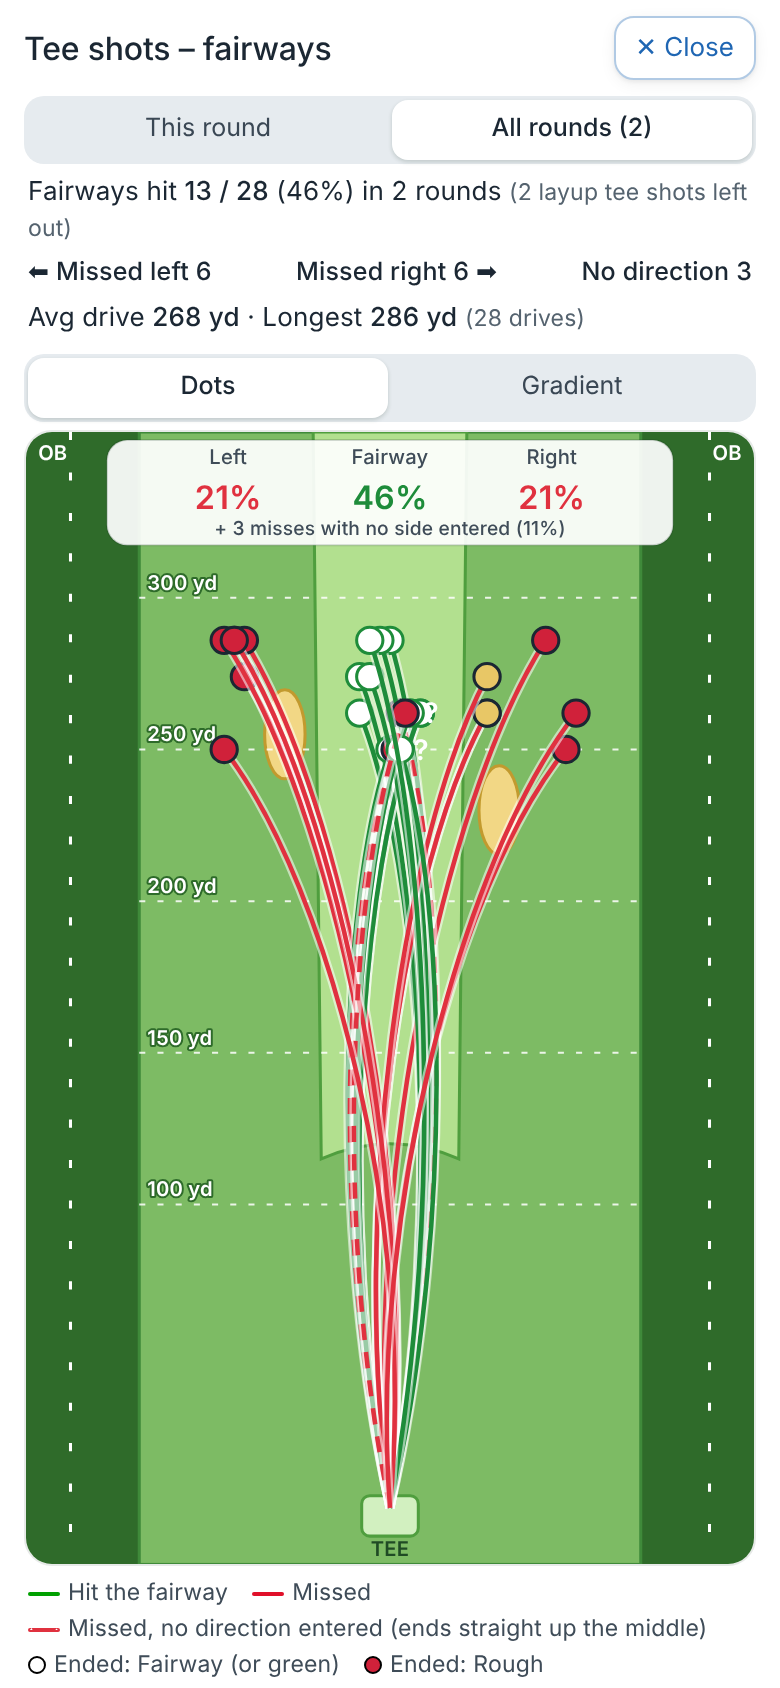 Tee shots – fairways
✕ Close
This round
All rounds (2)
Fairways hit 13 / 28 (46%) in 2 rounds (2 layup tee shots left
out)
⬅ Missed left 6
Missed right 6 ➡
No direction 3
Avg drive 268 yd · Longest 286 yd (28 drives)
Dots
Gradient
OB
Left
Fairway
Right
OB
21%
46%
21%
+ 3 misses with no side entered (11%)
300 yd
?
250 yd
?
200 yd
150 yd
100 yd
TEE
Hit the fairway
Missed
Missed, no direction entered (ends straight up the middle)
Ended: Fairway (or green)
Ended: Rough